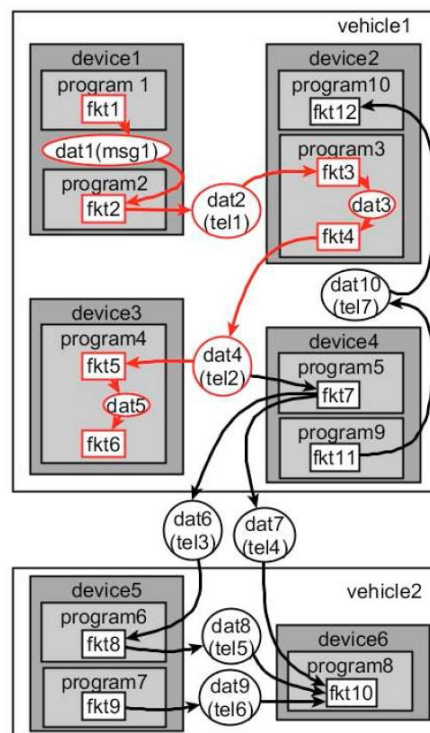 vehicle1
device1
program 1
fkt1
dat1(msg1)
program2
fkt2
dat2
(tel1)
device2
program10
fkt12
program3
fkt3
dat3
fkt4
dat10
(tel7)
device3
program4
fkt5
dat5
fkt6
dat4
(tel2)
device4
program5
fkt7
program9
fkt11
dat6
(tel3)
dat7
(tel4)
vehicle2
device5
program6
fkt8
program7
fkt9
dat8
(tel5)
dat9
(tel6)
device6
program8
fkt10